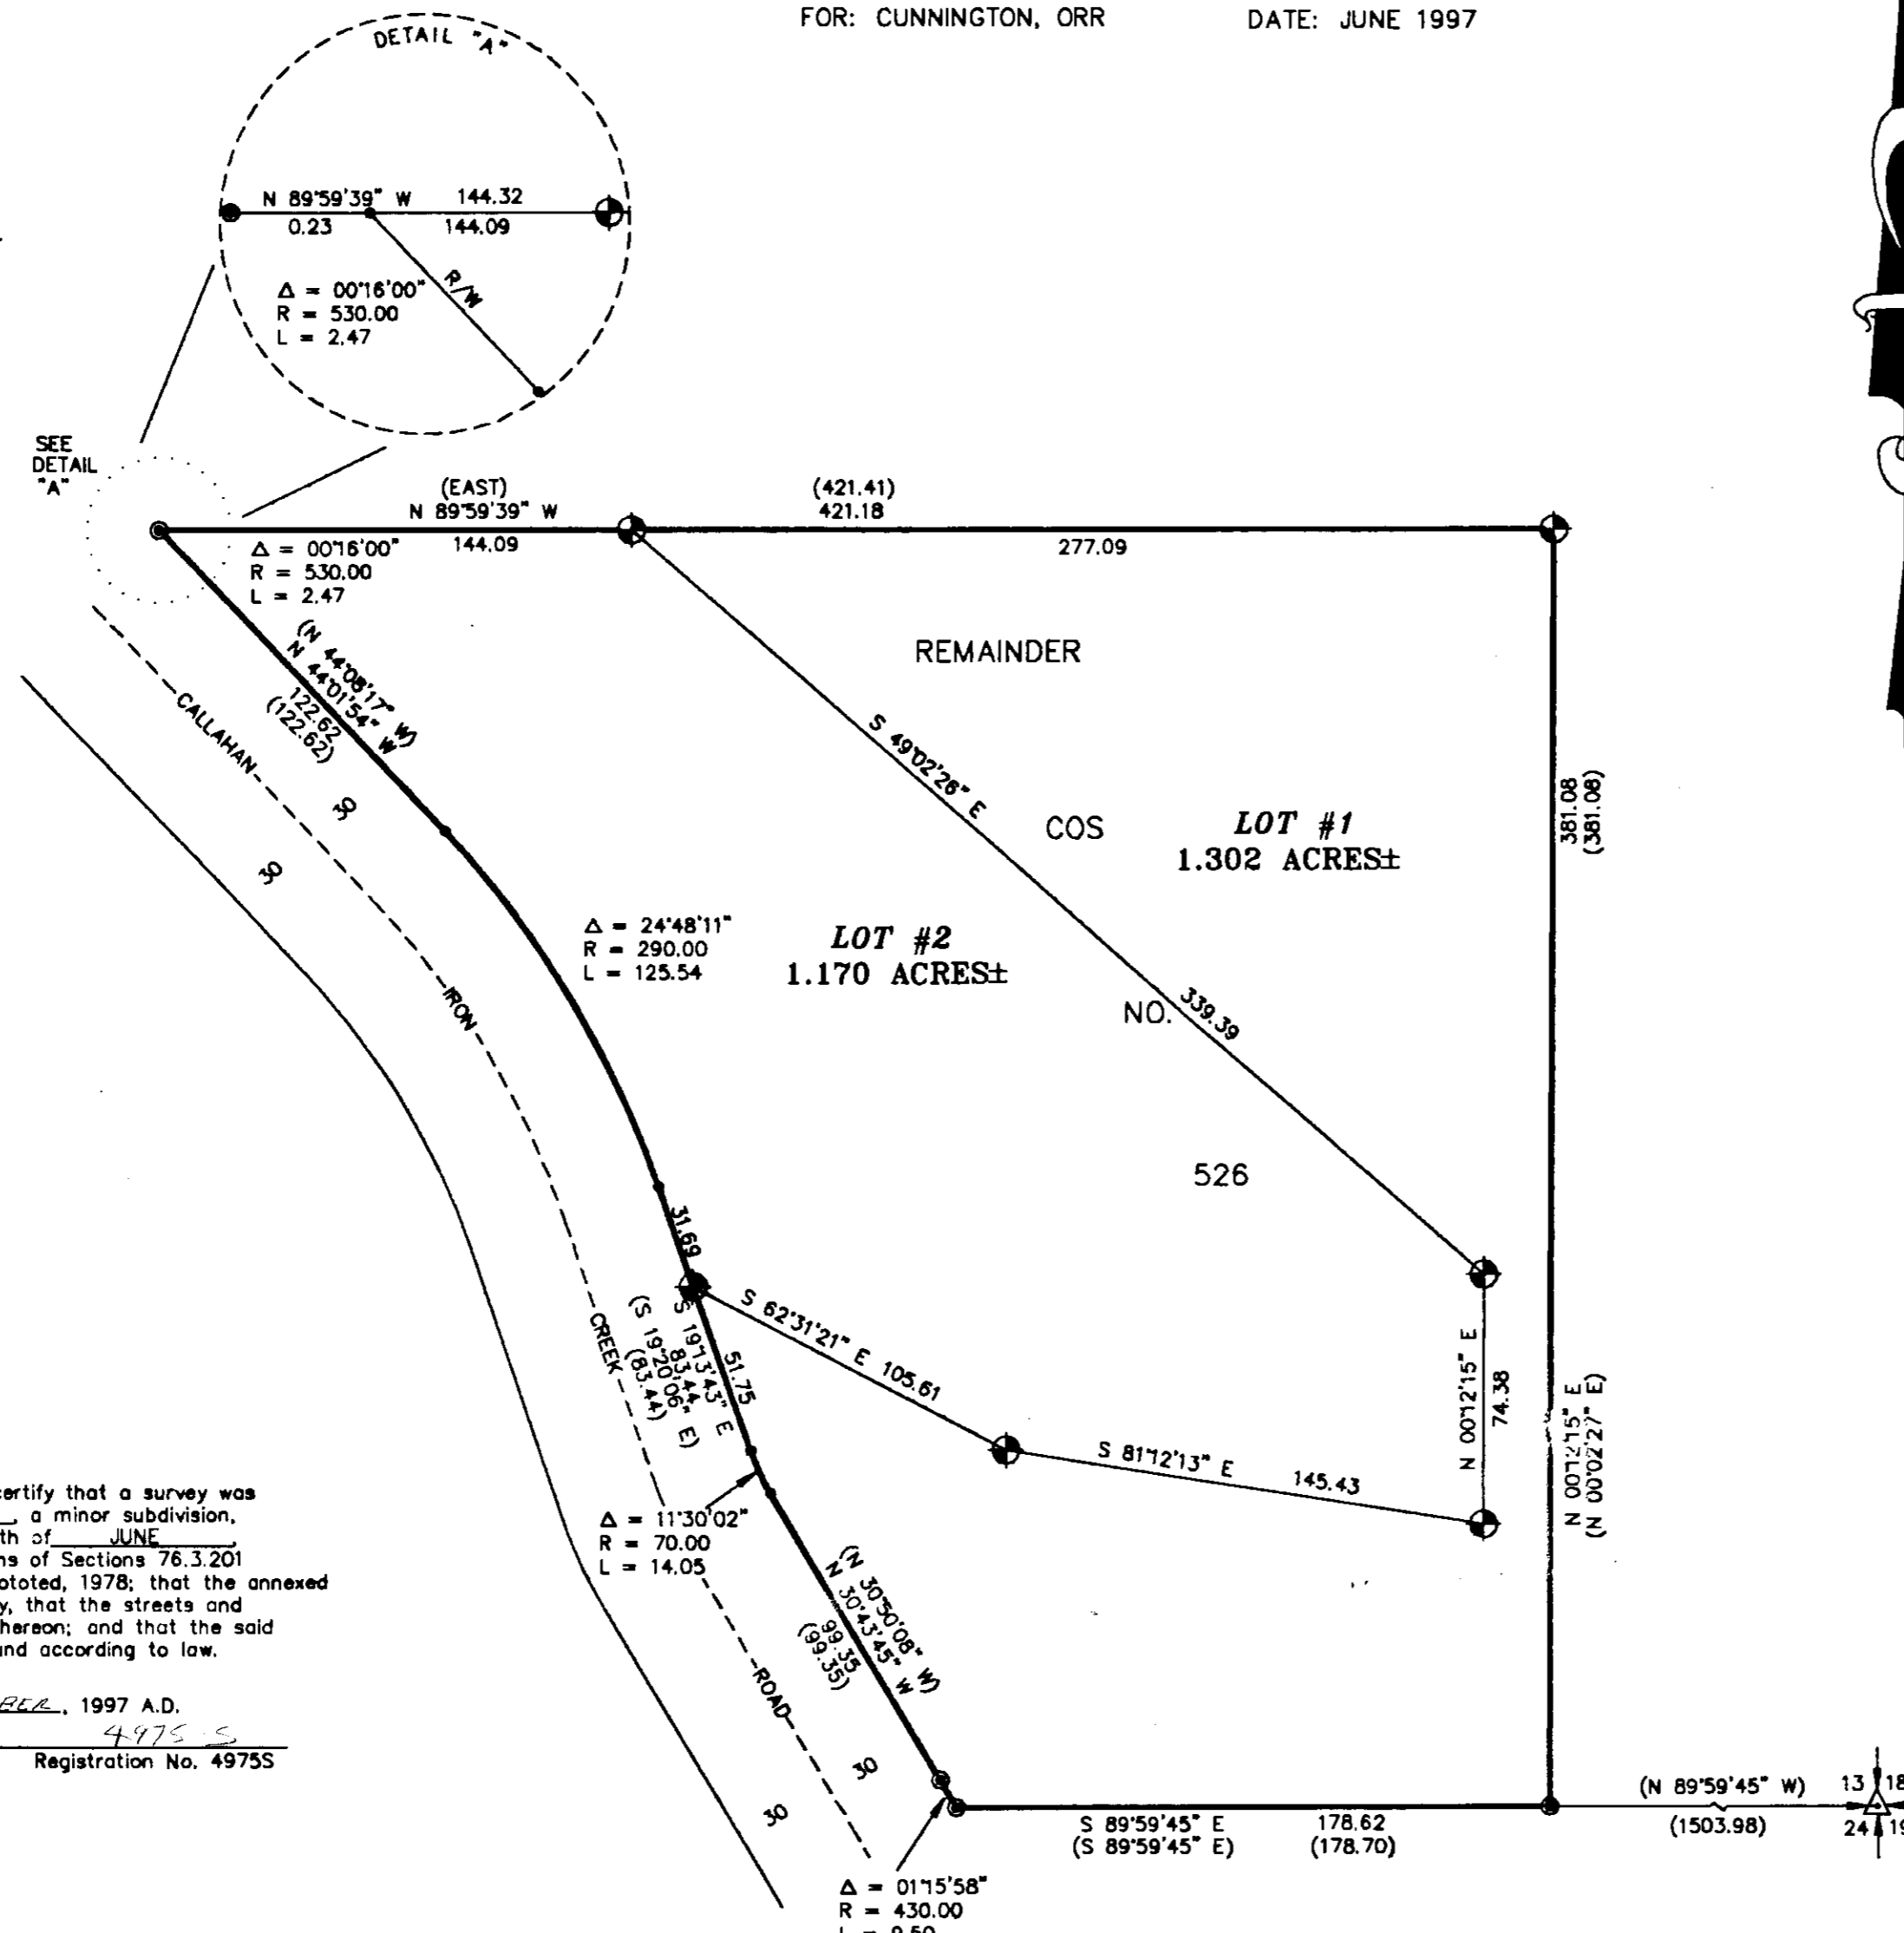 FOR: CUNNINGTON, ORR DATE: JUNE 1997
DETAIL "A"
N 89°59'39" W 144.32
0.23 144.09
R/W
Δ = 00°16'00"
R = 530.00
L = 2.47
SEE
DETAIL
"A"
(EAST) (421.41)
N 89°59'39" W 421.18
144.09 277.09
Δ = 00°16'00"
R = 530.00
L = 2.47
(N 44°08'17" W)
N 44°01'54" W
122.62
(122.62)
REMAINDER
S 49°02'26" E
339.39
COS
LOT #1
1.302 ACRES±
381.08
(381.08)
CALLAHAN
30
30
Δ = 24°48'11"
R = 290.00
L = 125.54
LOT #2
1.170 ACRES±
NO.
IRON
526
31.69
S 19°13'43" E
83.44
(S 19°20'06" E)
(83.44)
51.75
CREEK
S 62°31'21" E 105.61
S 81°12'13" E 145.43
N 00°12'15" E
74.38
N 00°12'15" E
(N 00°02'27" E)
certify that a survey was
, a minor subdivision,
th of JUNE ,
ns of Sections 76.3.201
ototed, 1978; that the annexed
y, that the streets and
hereon; and that the said
and according to law.
BER, 1997 A.D.
4975 S
Registration No. 4975S
Δ = 11°30'02"
R = 70.00
L = 14.05
(N 30°50'08" W)
N 30°43'45" W
99.35
(99.35)
ROAD
30
30
S 89°59'45" E 178.62
(S 89°59'45" E) (178.70)
(N 89°59'45" W)
(1503.98)
13 18
24 19
Δ = 01°15'58"
R = 430.00
L = 9.50